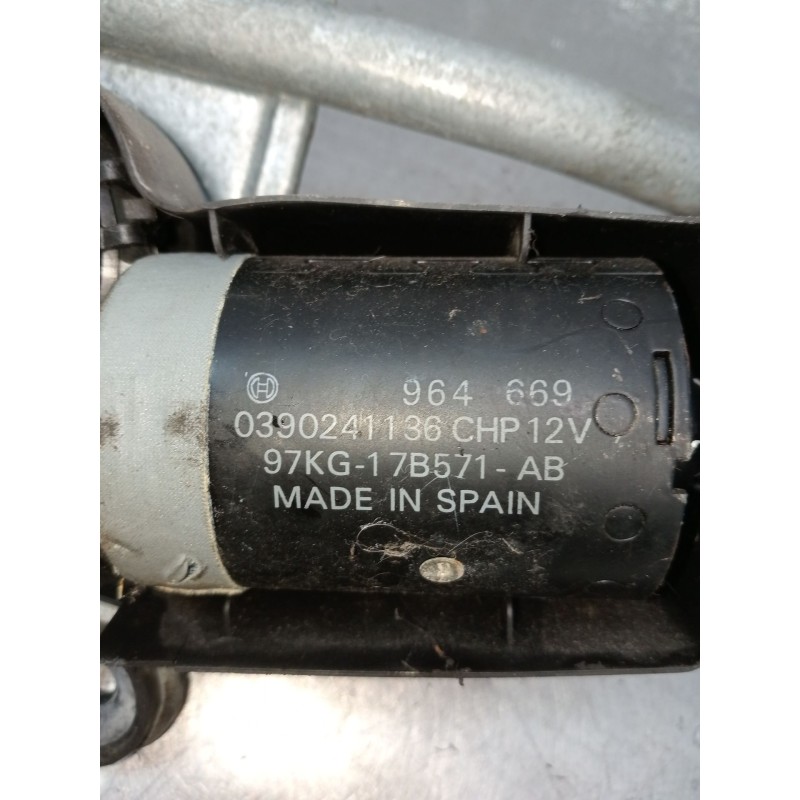 964 669
0390241136 CHP 12V
97KG-17B571-AB
MADE IN SPAIN